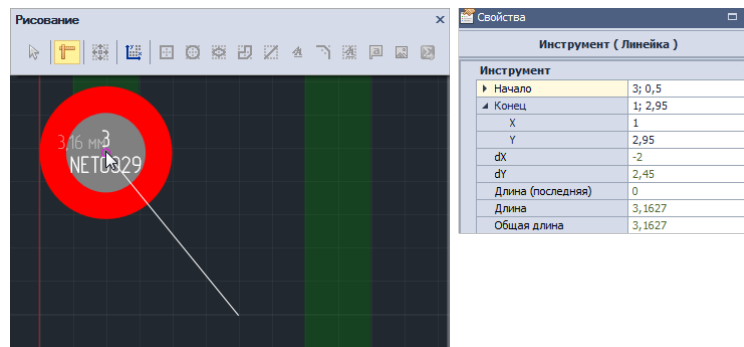 Рисование
3,16 мм
3
NET0329
Свойства
Инструмент ( Линейка )
Инструмент
Начало 3; 0,5
Конец 1; 2,95
X 1
Y 2,95
dX -2
dY 2,45
Длина (последняя) 0
Длина 3,1627
Общая длина 3,1627